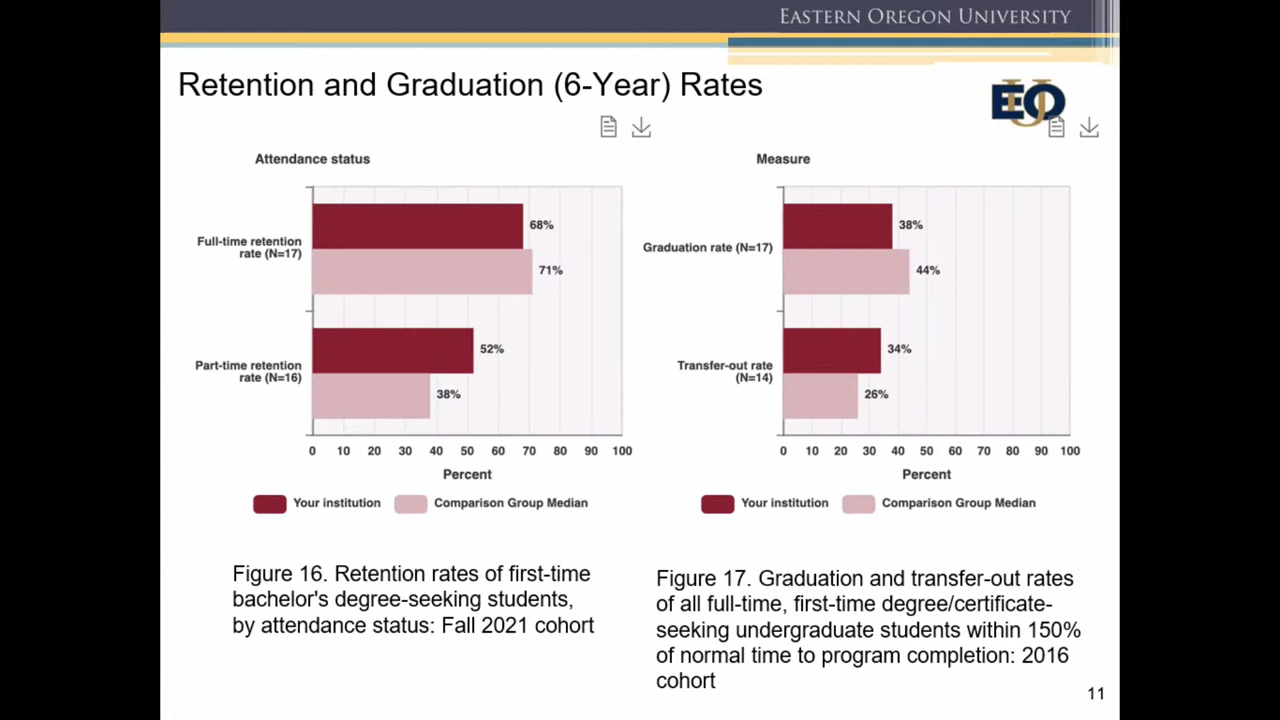 EASTERN OREGON UNIVERSITY
Retention and Graduation (6-Year) Rates
EOU
Attendance status
Full-time retention
rate (N=17)
68%
71%
Part-time retention
rate (N=16)
52%
38%
0 10 20 30 40 50 60 70 80 90 100
Percent
Your institution Comparison Group Median
Measure
Graduation rate (N=17)
38%
44%
Transfer-out rate
(N=14)
34%
26%
0 10 20 30 40 50 60 70 80 90 100
Percent
Your institution Comparison Group Median
Figure 16. Retention rates of first-time
bachelor's degree-seeking students,
by attendance status: Fall 2021 cohort
Figure 17. Graduation and transfer-out rates
of all full-time, first-time degree/certificate-
seeking undergraduate students within 150%
of normal time to program completion: 2016
cohort
11